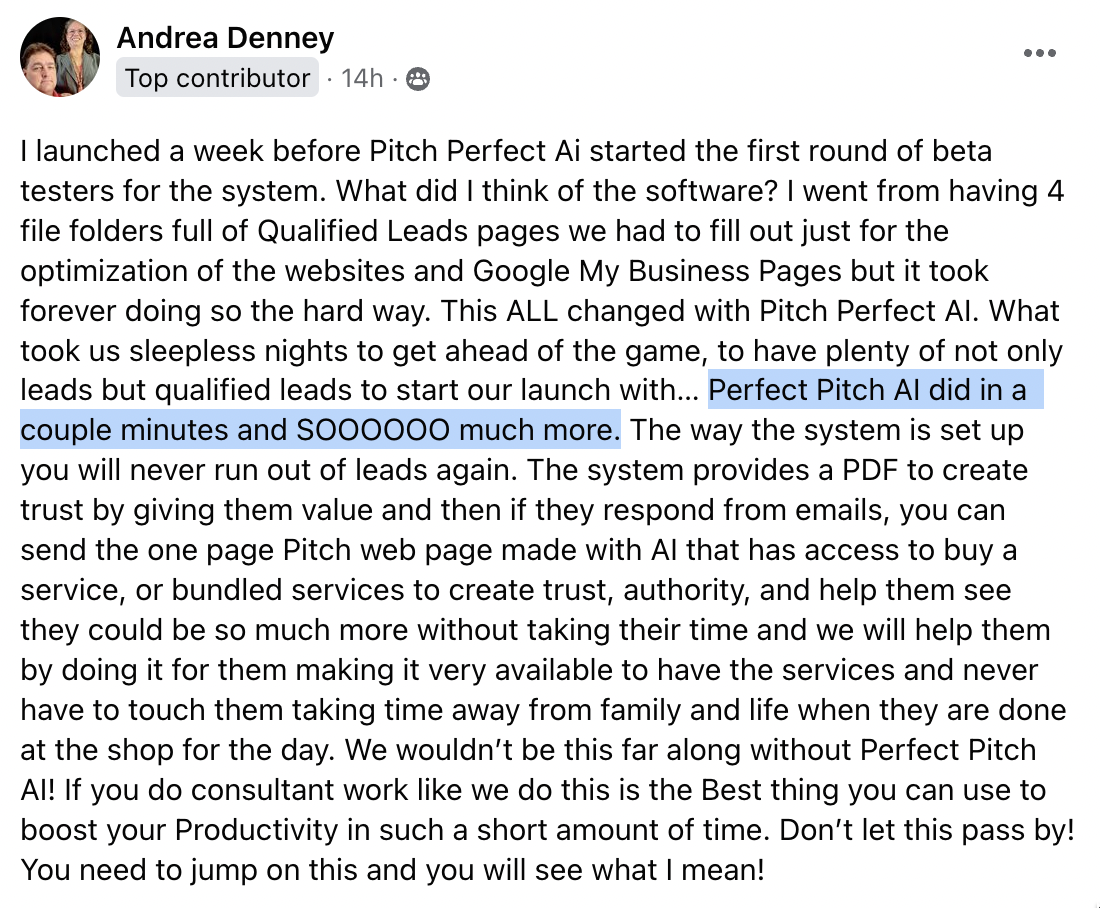 Andrea Denney
Top contributor · 14h ·
I launched a week before Pitch Perfect Ai started the first round of beta
testers for the system. What did I think of the software? I went from having 4
file folders full of Qualified Leads pages we had to fill out just for the
optimization of the websites and Google My Business Pages but it took
forever doing so the hard way. This ALL changed with Pitch Perfect AI. What
took us sleepless nights to get ahead of the game, to have plenty of not only
leads but qualified leads to start our launch with... Perfect Pitch AI did in a
couple minutes and SOOOOOO much more. The way the system is set up
you will never run out of leads again. The system provides a PDF to create
trust by giving them value and then if they respond from emails, you can
send the one page Pitch web page made with AI that has access to buy a
service, or bundled services to create trust, authority, and help them see
they could be so much more without taking their time and we will help them
by doing it for them making it very available to have the services and never
have to touch them taking time away from family and life when they are done
at the shop for the day. We wouldn't be this far along without Perfect Pitch
AI! If you do consultant work like we do this is the Best thing you can use to
boost your Productivity in such a short amount of time. Don't let this pass by!
You need to jump on this and you will see what I mean!